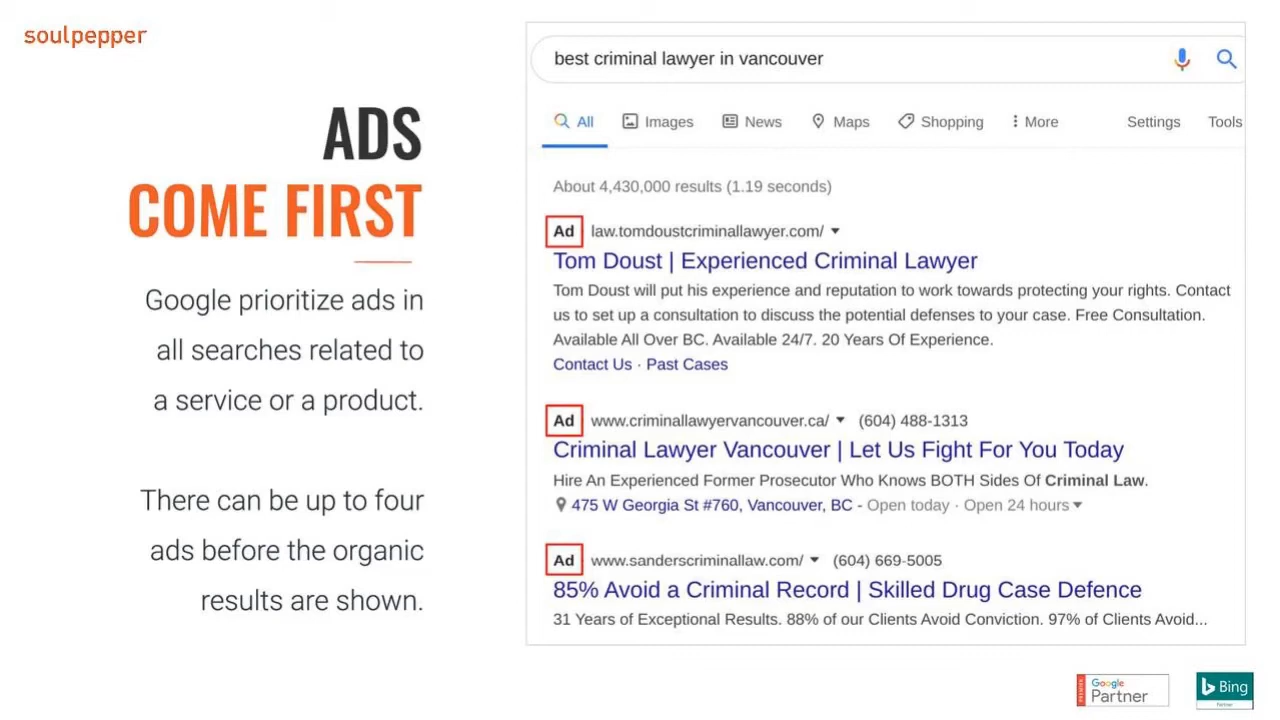 soulpepper
ADS
COME FIRST
Google prioritize ads in
all searches related to
a service or a product.
There can be up to four
ads before the organic
results are shown.
best criminal lawyer in vancouver
All Images News Maps Shopping More Settings Tools
About 4,430,000 results (1.19 seconds)
Ad law.tomdoustcriminallawyer.com/
Tom Doust | Experienced Criminal Lawyer
Tom Doust will put his experience and reputation to work towards protecting your rights. Contact
us to set up a consultation to discuss the potential defenses to your case. Free Consultation.
Available All Over BC. Available 24/7. 20 Years Of Experience.
Contact Us · Past Cases
Ad www.criminallawyervancouver.ca/ (604) 488-1313
Criminal Lawyer Vancouver | Let Us Fight For You Today
Hire An Experienced Former Prosecutor Who Knows BOTH Sides Of Criminal Law.
475 W Georgia St #760, Vancouver, BC - Open today · Open 24 hours
Ad www.sanderscriminallaw.com/ (604) 669-5005
85% Avoid a Criminal Record | Skilled Drug Case Defence
31 Years of Exceptional Results. 88% of our Clients Avoid Conviction. 97% of Clients Avoid...
PREMIER
Google
Partner
Bing
Partner